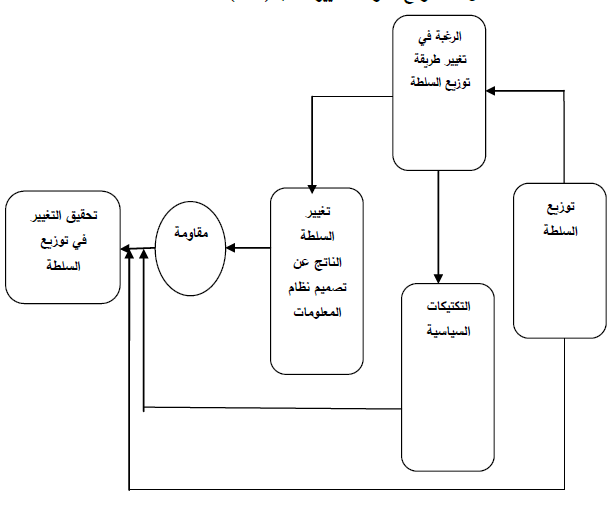 الرغبة في
تغيير طريقة
توزيع السلطة
توزيع
السلطة
تغيير
السلطة
الناتج عن
تصميم نظام
المعلومات
مقاومة
تحقيق التغيير
في توزيع
السلطة
التكتيكات
السياسية